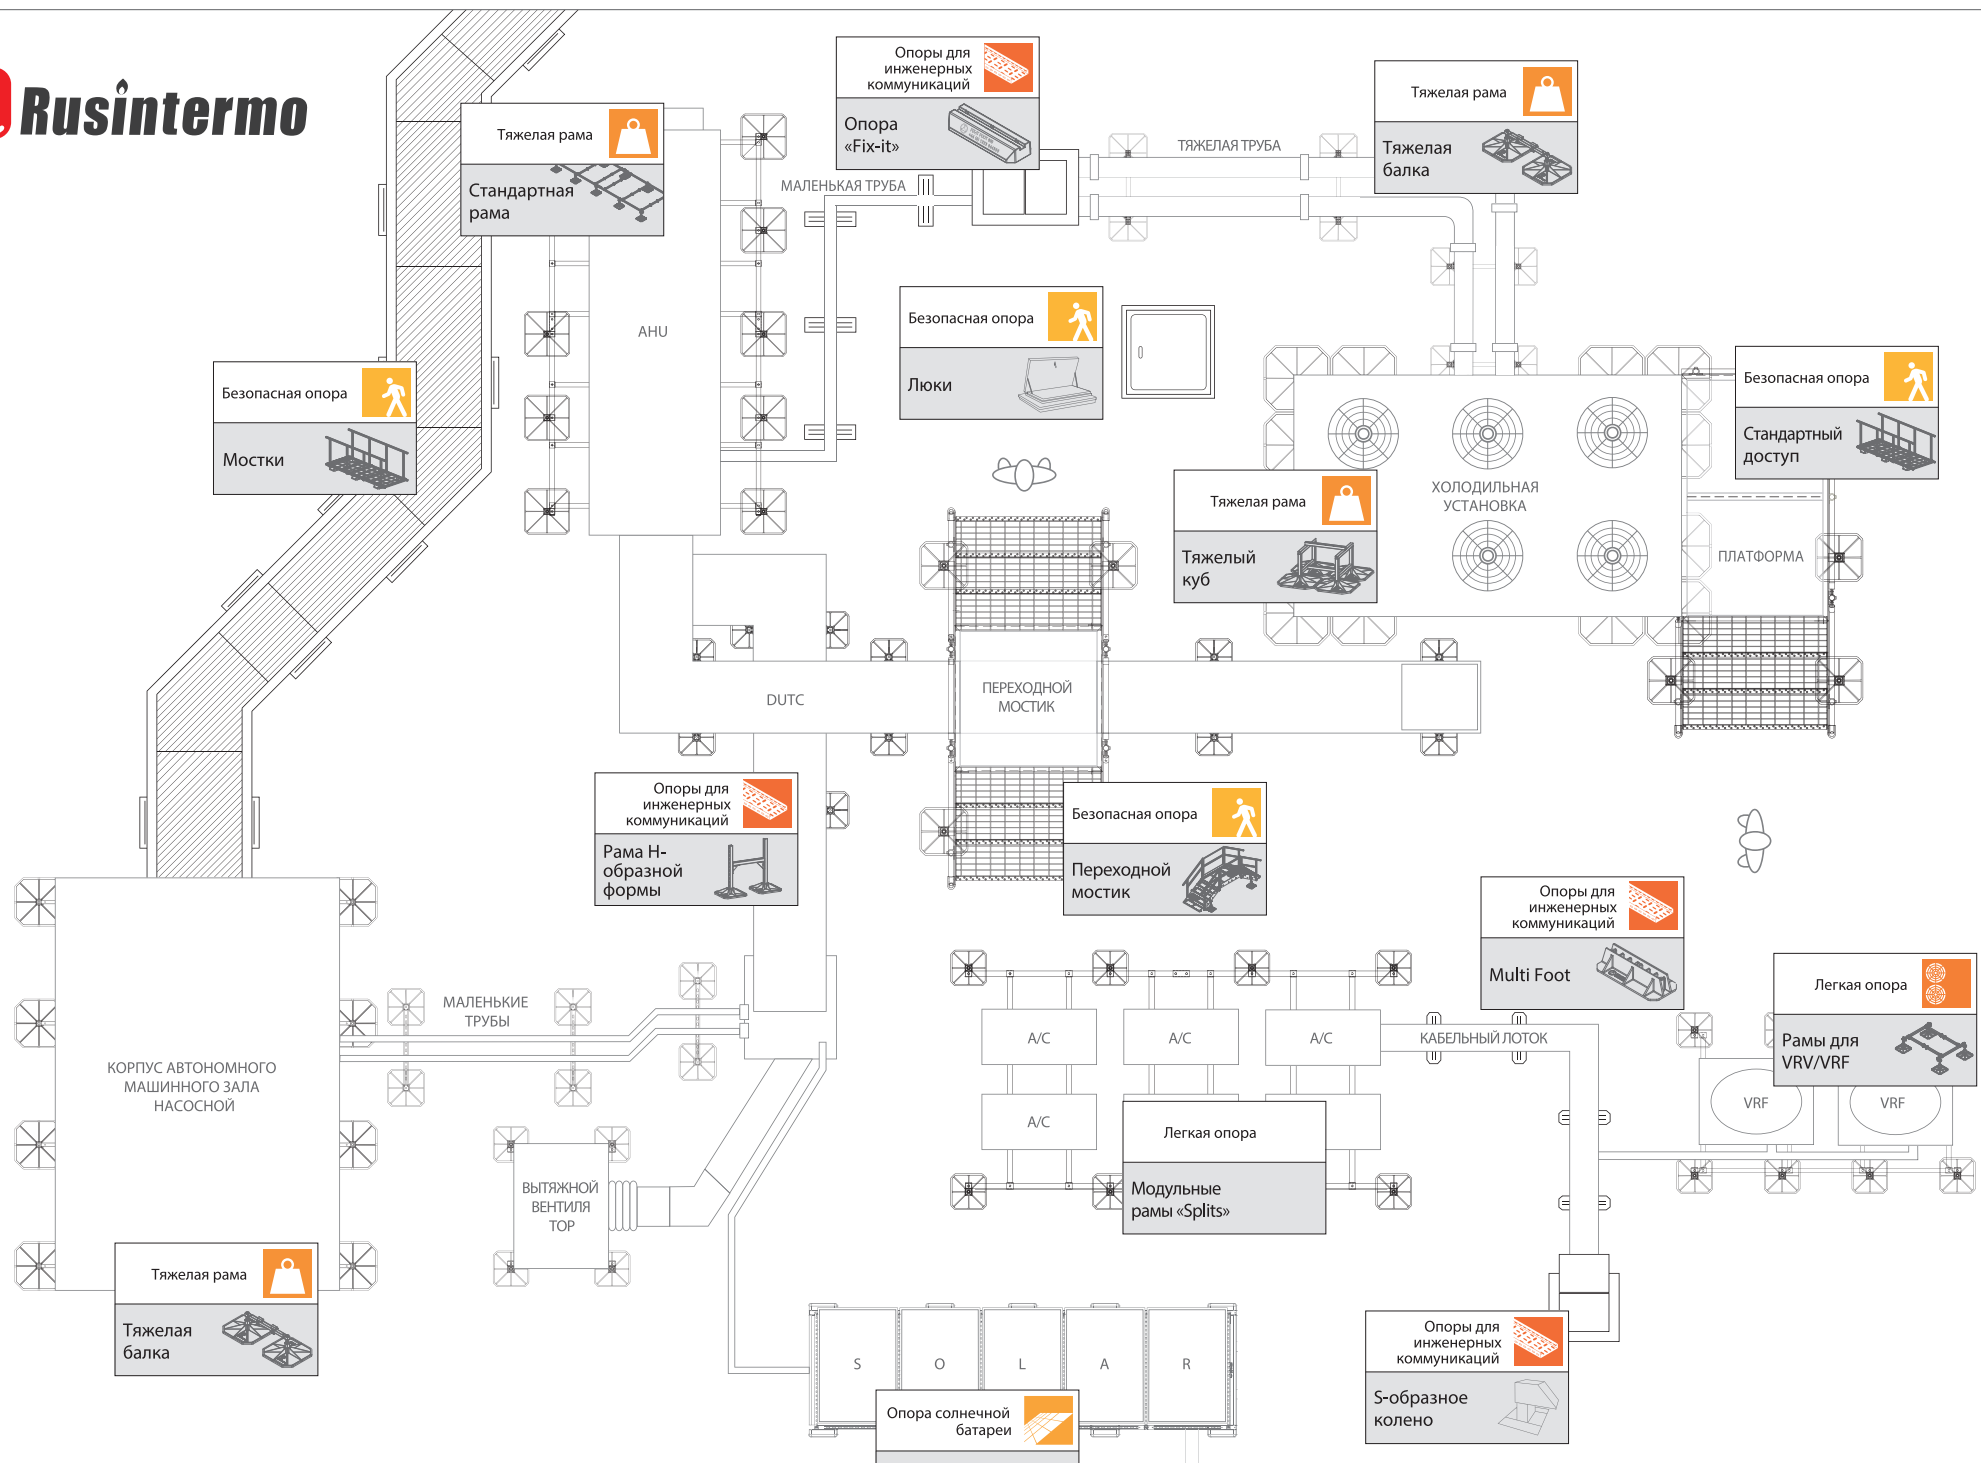 Rusintermo
Тяжелая рама
Стандартная
рама
Опоры для
инженерных
коммуникаций
Опора
«Fix-it»
Тяжелая рама
Тяжелая
балка
МАЛЕНЬКАЯ ТРУБА
ТЯЖЕЛАЯ ТРУБА
AHU
Безопасная опора
Люки
Безопасная опора
Мостки
Безопасная опора
Стандартный
доступ
Тяжелая рама
Тяжелый
куб
ХОЛОДИЛЬНАЯ
УСТАНОВКА
ПЛАТФОРМА
DUTC
ПЕРЕХОДНОЙ
МОСТИК
Опоры для
инженерных
коммуникаций
Рама Н-
образной
формы
Безопасная опора
Переходной
мостик
Опоры для
инженерных
коммуникаций
Multi Foot
Легкая опора
Рамы для
VRV/VRF
МАЛЕНЬКИЕ
ТРУБЫ
КОРПУС АВТОНОМНОГО
МАШИННОГО ЗАЛА
НАСОСНОЙ
A/C
A/C
A/C
КАБЕЛЬНЫЙ ЛОТОК
A/C
VRF
VRF
Легкая опора
Модульные
рамы «Splits»
ВЫТЯЖНОЙ
ВЕНТИЛЯ
ТОР
Тяжелая рама
Тяжелая
балка
S O L A R
Опора солнечной
батареи
Опоры для
инженерных
коммуникаций
S-образное
колено